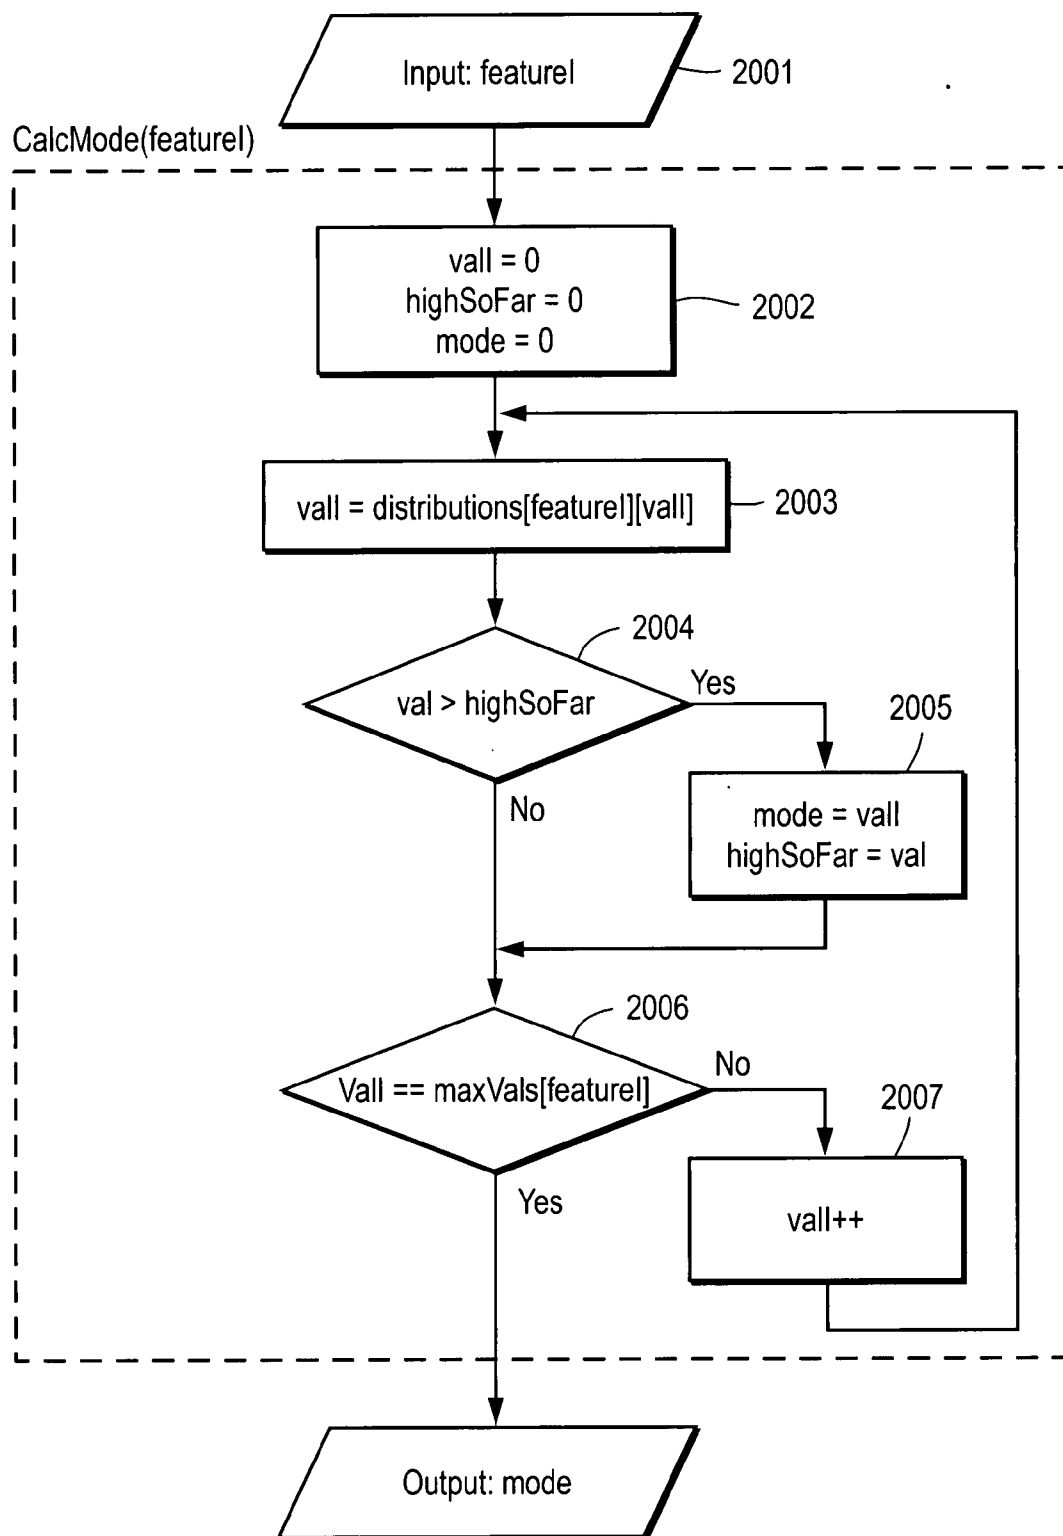 Input: featureI
2001
CalcMode(featureI)
valI = 0
highSoFar = 0
mode = 0
2002
valI = distributions[featureI][valI]
2003
2004
val > highSoFar
Yes
2005
No
mode = valI
highSoFar = val
2006
ValI == maxVals[featureI]
No
2007
Yes
valI++
Output: mode